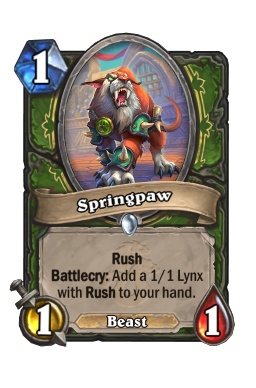 1
Springpaw
Rush
Battlecry: Add a 1/1 Lynx
with Rush to your hand.
1
Beast
1